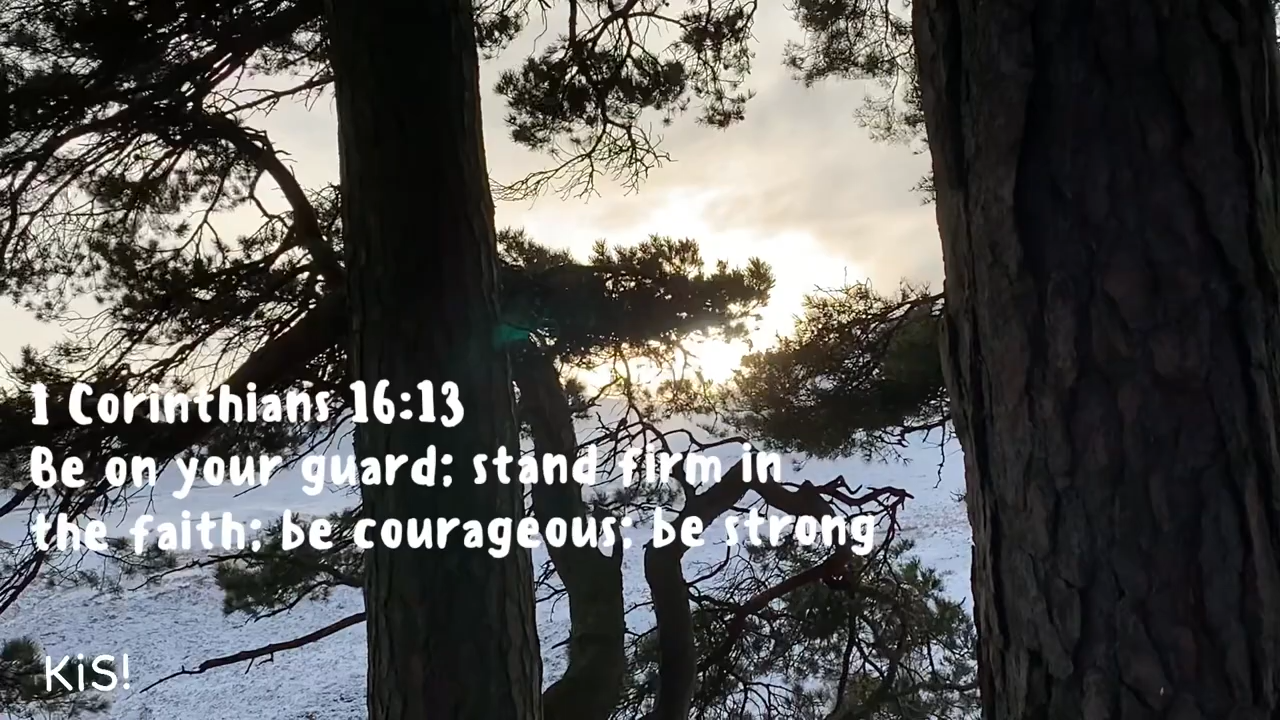 1 Corinthians 16:13
Be on your guard; stand firm in
the faith; be courageous; be strong
KiS!